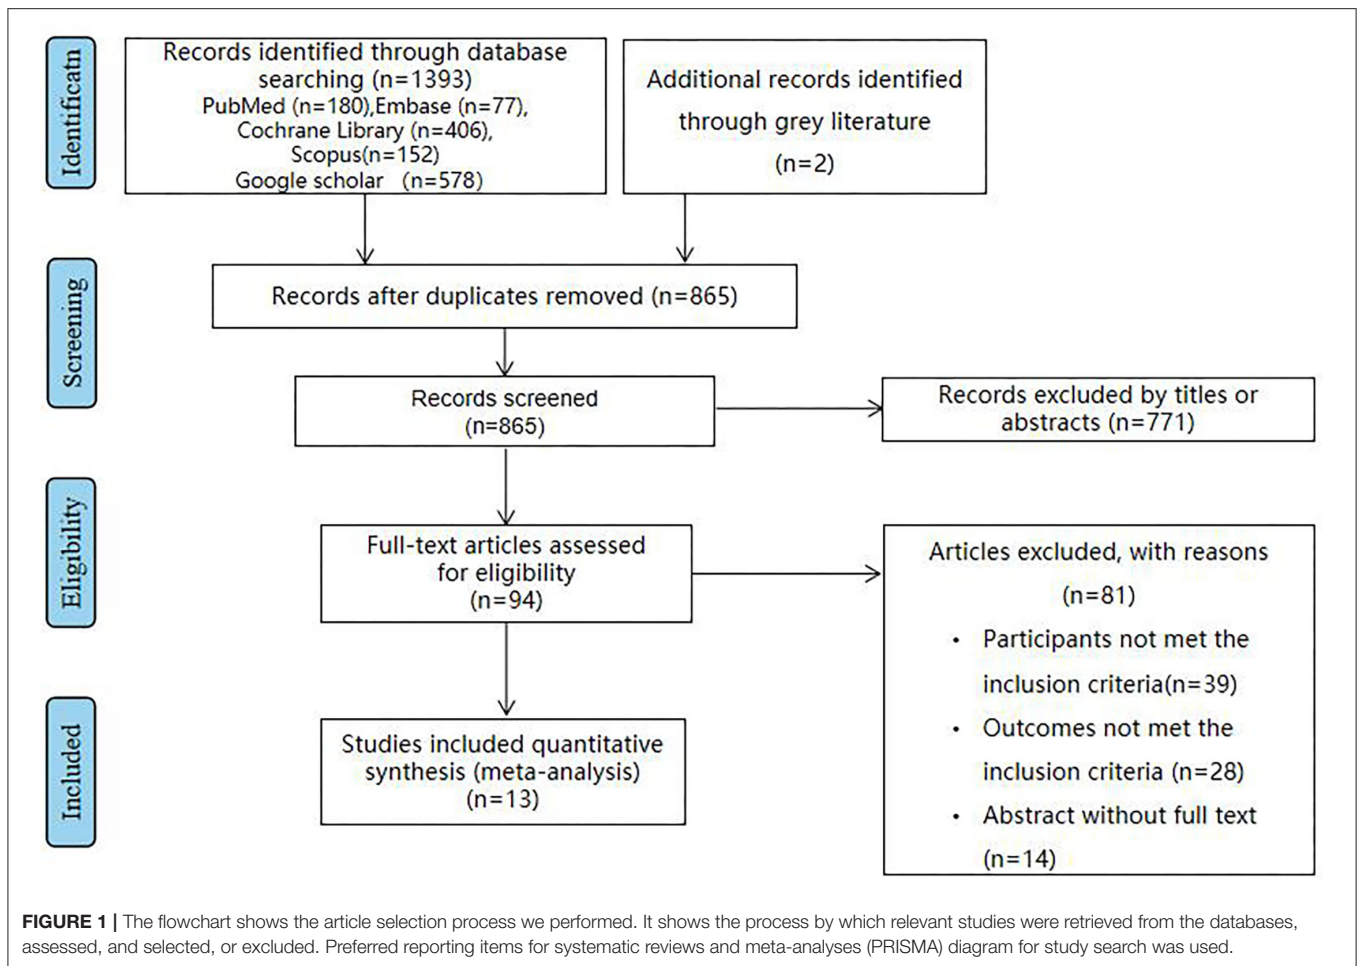 Identificatn
Records identified through database
searching (n=1393)
PubMed (n=180),Embase (n=77),
Cochrane Library (n=406),
Scopus(n=152)
Google scholar (n=578)
Additional records identified
through grey literature
(n=2)
Screening
Records after duplicates removed (n=865)
Records screened
(n=865)
Records excluded by titles or
abstracts (n=771)
Eligibility
Full-text articles assessed
for eligibility
(n=94)
Articles excluded, with reasons
(n=81)
• Participants not met the
inclusion criteria(n=39)
• Outcomes not met the
inclusion criteria (n=28)
• Abstract without full text
(n=14)
Included
Studies included quantitative
synthesis (meta-analysis)
(n=13)
FIGURE 1 | The flowchart shows the article selection process we performed. It shows the process by which relevant studies were retrieved from the databases,
assessed, and selected, or excluded. Preferred reporting items for systematic reviews and meta-analyses (PRISMA) diagram for study search was used.